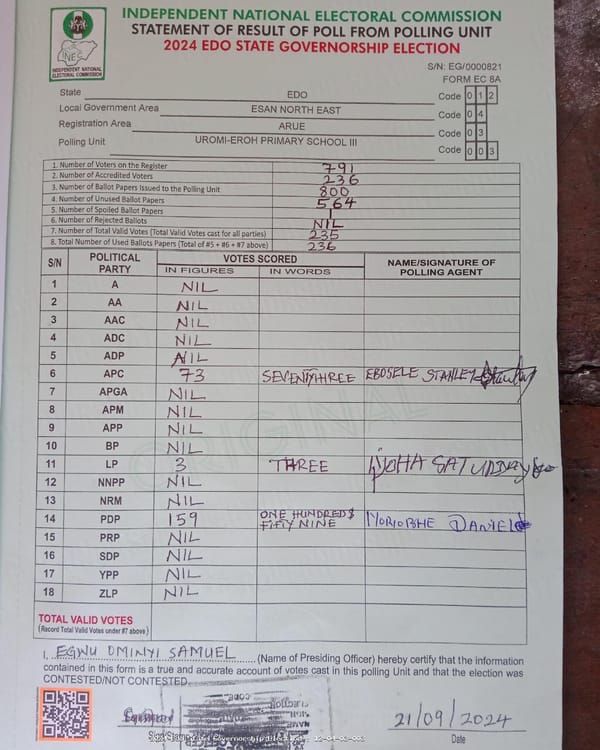 INDEPENDENT NATIONAL ELECTORAL COMMISSION
STATEMENT OF RESULT OF POLL FROM POLLING UNIT
2024 EDO STATE GOVERNORSHIP ELECTION
INEC
INDEPENDENT NATIONAL
ELECTORAL COMMISSION
S/N: EG/0000821
FORM EC 8A
State EDO Code 0 1 2
Local Government Area ESAN NORTH EAST Code 0 4
Registration Area ARUE Code 0 3
Polling Unit UROMI-EROH PRIMARY SCHOOL III Code 0 0 3
1. Number of Voters on the Register 791
2. Number of Accredited Voters 236
3. Number of Ballot Papers Issued to the Polling Unit 800
4. Number of Unused Ballot Papers 564
5. Number of Spoiled Ballot Papers 1
6. Number of Rejected Ballots NIL
7. Number of Total Valid Votes (Total Valid Votes cast for all parties) 235
8. Total Number of Used Ballots Papers (Total of #5 + #6 + #7 above) 236
S/N POLITICAL PARTY VOTES SCORED NAME/SIGNATURE OF POLLING AGENT
IN FIGURES IN WORDS
1 A NIL
2 AA NIL
3 AAC NIL
4 ADC NIL
5 ADP NIL
6 APC 73 SEVENTYTHREE EBOSELE STANLEY
7 APGA NIL
8 APM NIL
9 APP NIL
10 BP NIL
11 LP 3 THREE SATURDAY
12 NNPP NIL
13 NRM NIL
14 PDP 159 ONE HUNDRED & FIFTY NINE DANIEL
15 PRP NIL
16 SDP NIL
17 YPP NIL
18 ZLP NIL
ORIGINAL
TOTAL VALID VOTES
(Record Total Valid Votes under #7 above)
I, EGWU OMINYI SAMUEL (Name of Presiding Officer) hereby certify that the information
contained in this form is a true and accurate account of votes cast in this polling Unit and that the election was
CONTESTED/NOT CONTESTED.
21/09/2024
Date